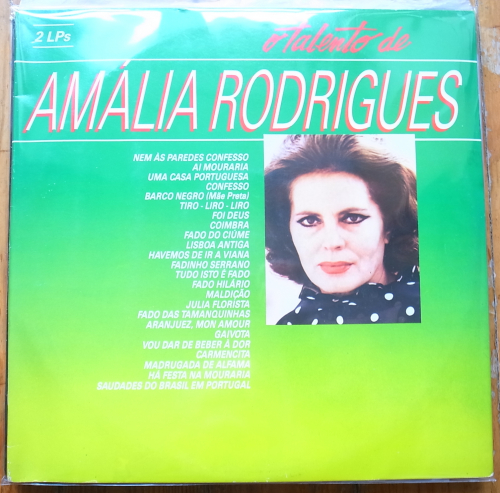 2 LPs
o talento de
AMÁLIA RODRIGUES
NEM ÀS PAREDES CONFESSO
AI MOURARIA
UMA CASA PORTUGUESA
CONFESSO
BARCO NEGRO (Mãe Preta)
TIRO - LIRO - LIRO
FOI DEUS
COIMBRA
FADO DO CIÚME
LISBOA ANTIGA
HAVEMOS DE IR A VIANA
FADINHO SERRANO
TUDO ISTO É FADO
FADO HILÁRIO
MALDIÇÃO
JULIA FLORISTA
FADO DAS TAMANQUINHAS
ARANJUEZ, MON AMOUR
GAIVOTA
VOU DAR DE BEBER À DOR
CARMENCITA
MADRUGADA DE ALFAMA
HÁ FESTA NA MOURARIA
SAUDADES DO BRASIL EM PORTUGAL